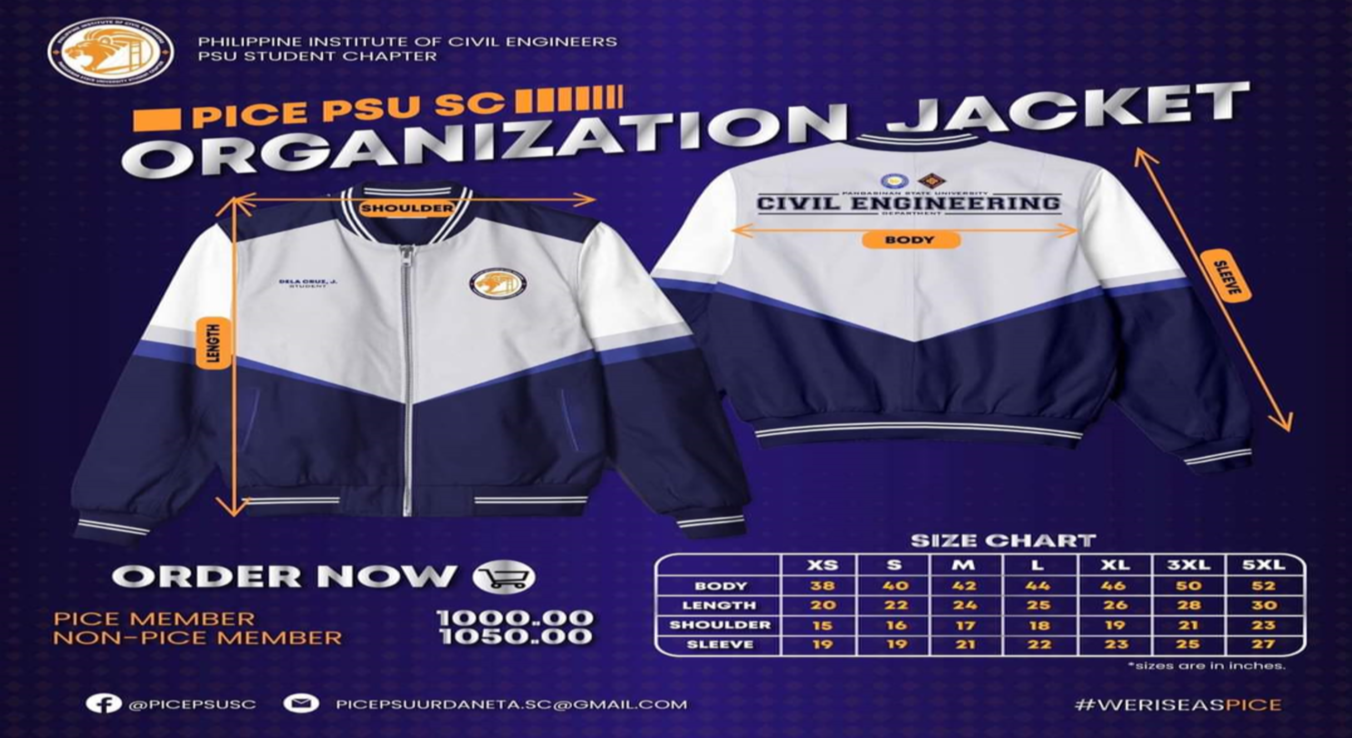 PHILIPPINE INSTITUTE OF CIVIL ENGINEERS
PSU STUDENT CHAPTER
PICE PSU SC
ORGANIZATION JACKET
SHOULDER
LENGTH
DELA CRUZ, J.
STUDENT
PANGASINAN STATE UNIVERSITY
CIVIL ENGINEERING
DEPARTMENT
BODY
SLEEVE
ORDER NOW
PICE MEMBER 1000.00
NON-PICE MEMBER 1050.00
SIZE CHART
XS S M L XL 3XL 5XL
BODY 38 40 42 44 46 50 52
LENGTH 20 22 24 25 26 28 30
SHOULDER 15 16 17 18 19 21 23
SLEEVE 19 19 21 22 23 25 27
*sizes are in inches.
@PICEPSUSC
PICEPSUURDANETA.SC@GMAIL.COM
#WERISEASPICE